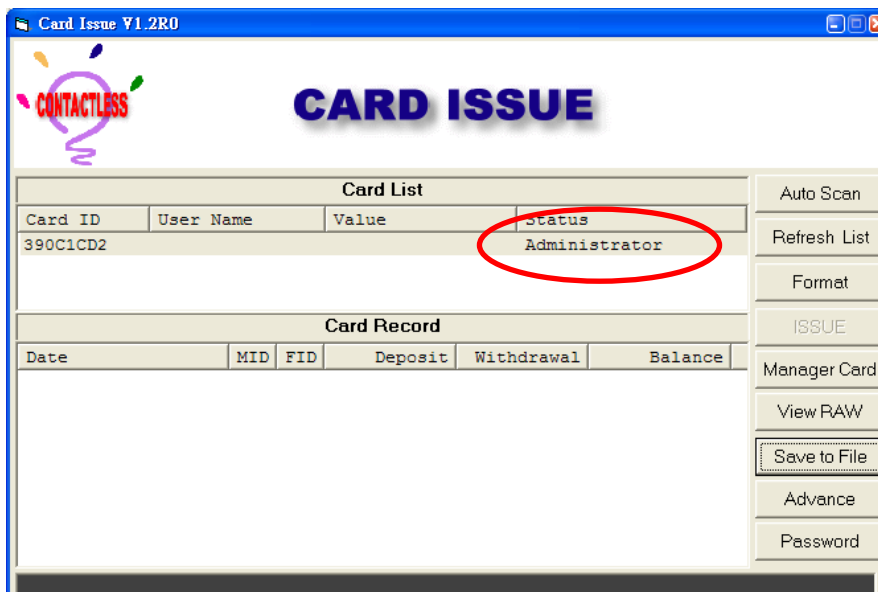 Card Issue V1.2R0
CONTACTLESS
CARD ISSUE
Card List
Card ID User Name Value Status
390C1CD2 Administrator
Card Record
Date MID FID Deposit Withdrawal Balance
Auto Scan
Refresh List
Format
ISSUE
Manager Card
View RAW
Save to File
Advance
Password